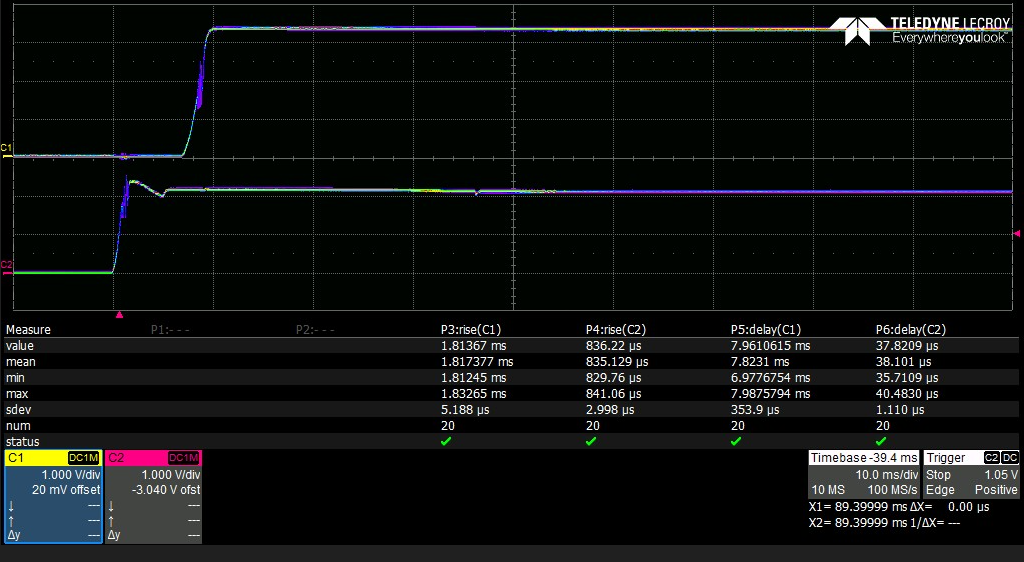 TELEDYNE LECROY
Everywhereyoulook
C1
C2
Measure P1:--- P2:--- P3:rise(C1) P4:rise(C2) P5:delay(C1) P6:delay(C2)
value 1.81367 ms 836.22 µs 7.9610615 ms 37.8209 µs
mean 1.817377 ms 835.129 µs 7.8231 ms 38.101 µs
min 1.81245 ms 829.76 µs 6.9776754 ms 35.7109 µs
max 1.83265 ms 841.06 µs 7.9875794 ms 40.4830 µs
sdev 5.188 µs 2.998 µs 353.9 µs 1.110 µs
num 20 20 20 20
status
C1 DC1M
1.000 V/div
20 mV offset
↓ ---
↑ ---
Δy ---
C2 DC1M
1.000 V/div
-3.040 V ofst
↓ ---
↑ ---
Δy ---
Timebase -39.4 ms
10.0 ms/div
10 MS 100 MS/s
Trigger C2 DC
Stop 1.05 V
Edge Positive
X1= 89.39999 ms ΔX= 0.00 µs
X2= 89.39999 ms 1/ΔX= ---